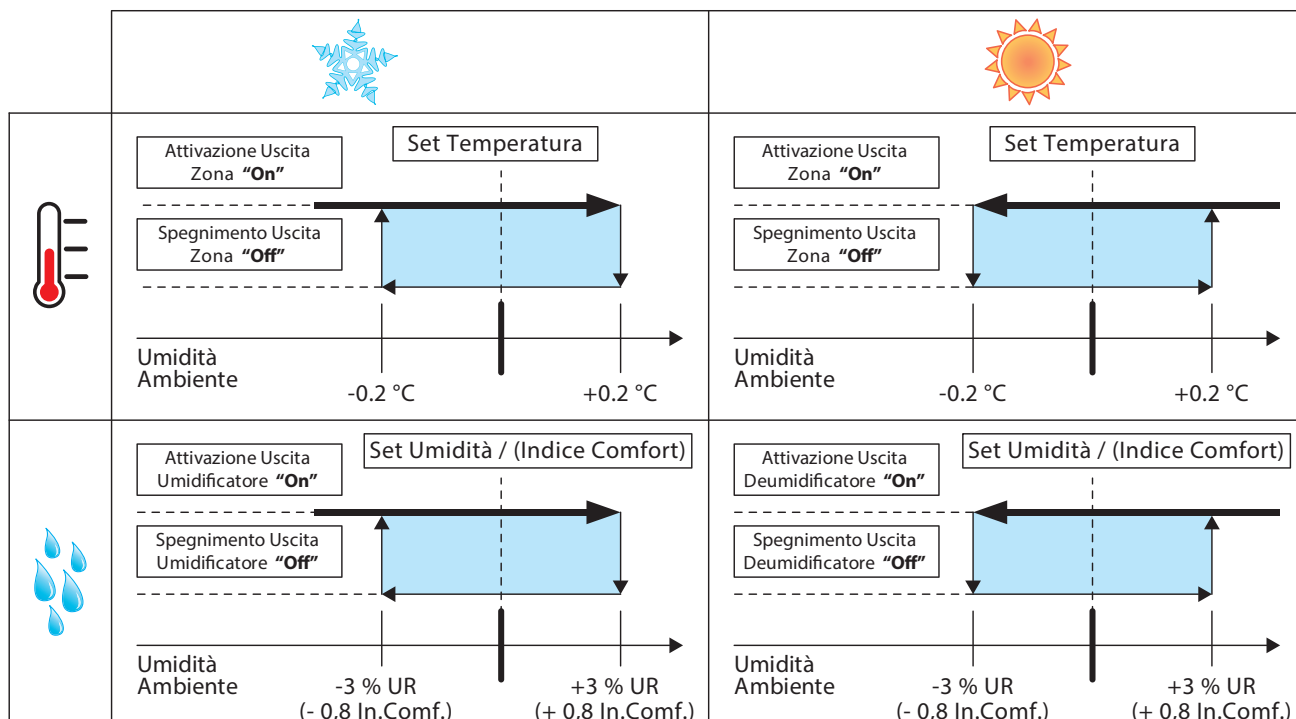 Attivazione Uscita
Zona "On"
Set Temperatura
Spegnimento Uscita
Zona "Off"
Umidità
Ambiente
-0.2 °C
+0.2 °C
Attivazione Uscita
Zona "On"
Set Temperatura
Spegnimento Uscita
Zona "Off"
Umidità
Ambiente
-0.2 °C
+0.2 °C
Attivazione Uscita
Umidificatore "On"
Set Umidità / (Indice Comfort)
Spegnimento Uscita
Umidificatore "Off"
Umidità
Ambiente
-3 % UR
(- 0,8 In.Comf.)
+3 % UR
(+ 0,8 In.Comf.)
Attivazione Uscita
Deumidificatore "On"
Set Umidità / (Indice Comfort)
Spegnimento Uscita
Deumidificatore "Off"
Umidità
Ambiente
-3 % UR
(- 0,8 In.Comf.)
+3 % UR
(+ 0,8 In.Comf.)